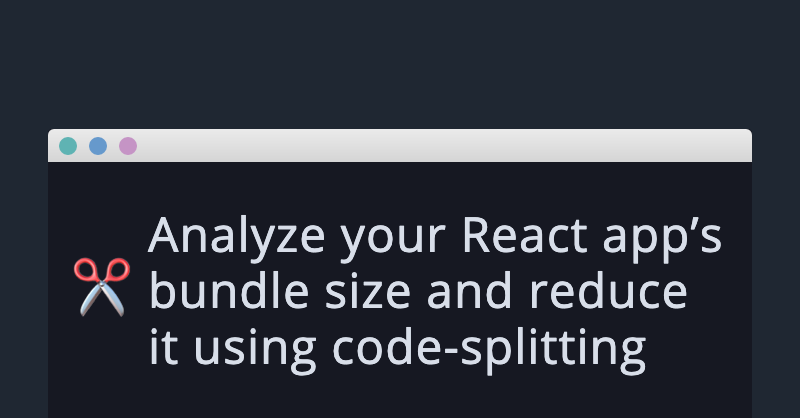 Analyze your React app’s
bundle size and reduce
it using code-splitting